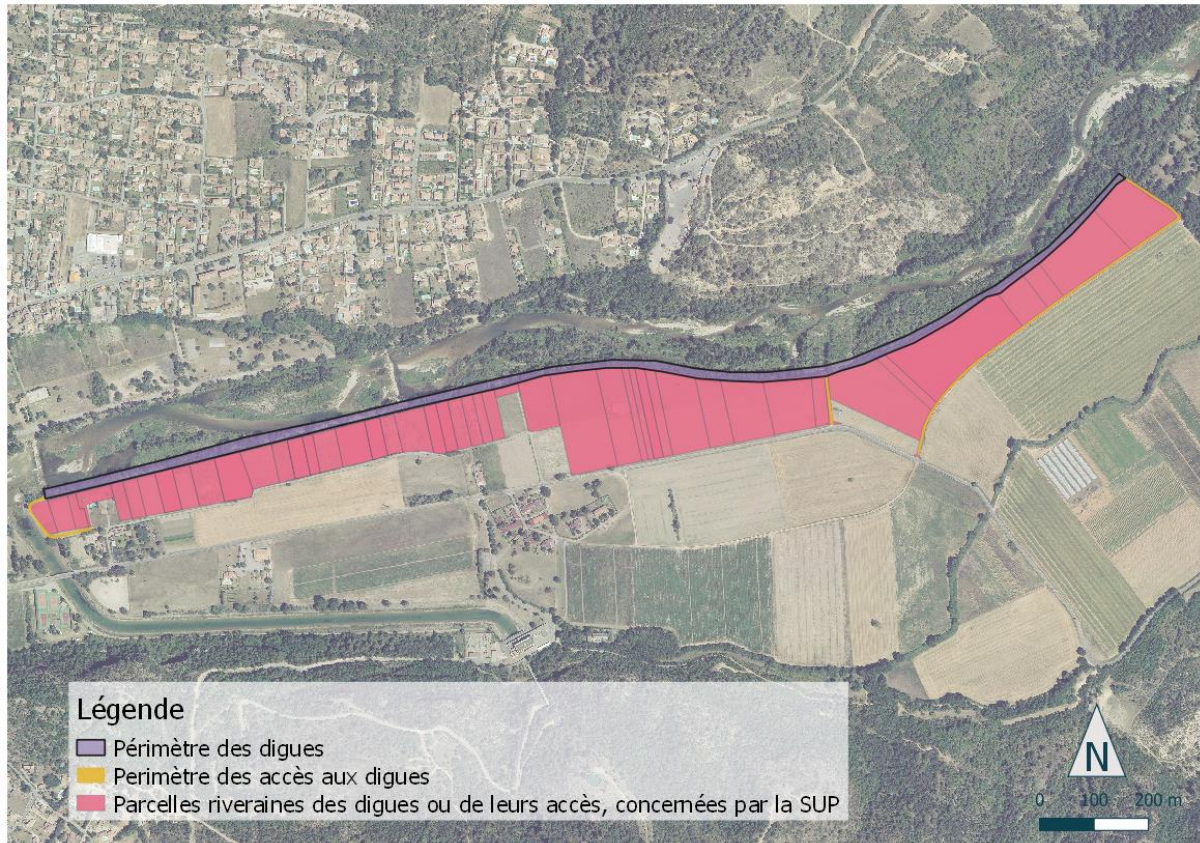 Légende
Périmètre des digues
Perimètre des accès aux digues
Parcelles riveraines des digues ou de leurs accès, concernées par la SUP
N
0 100 200 m